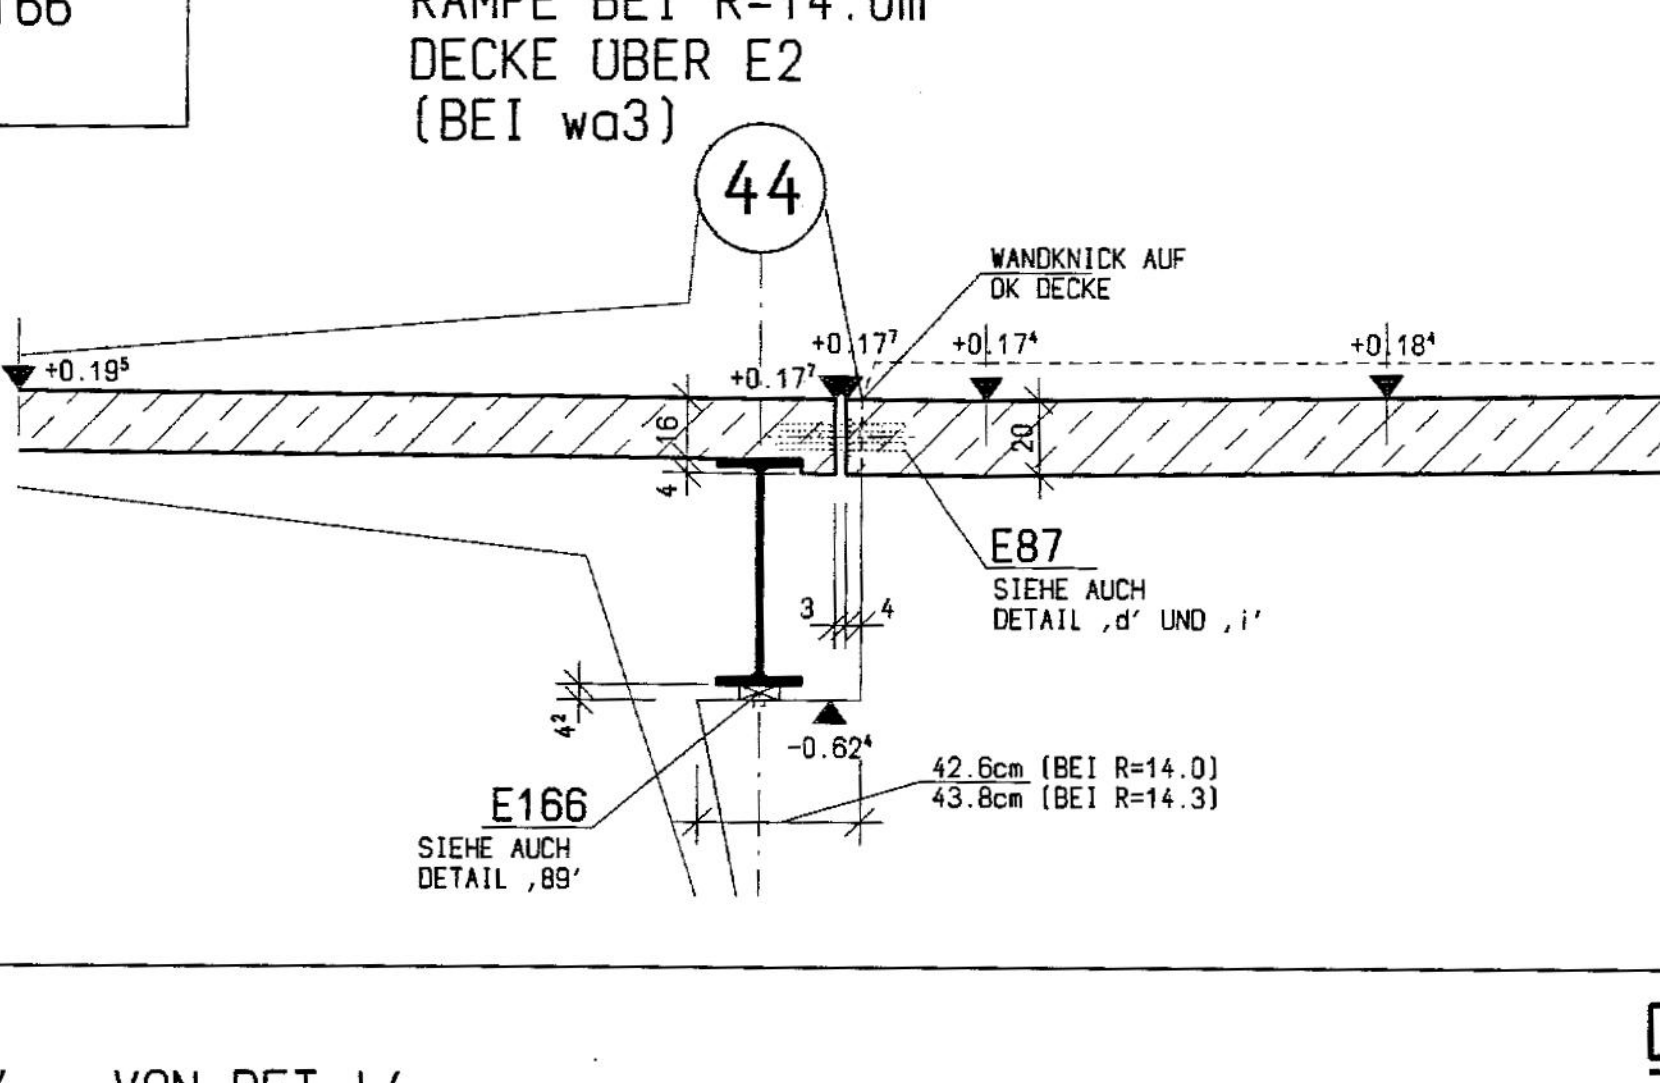 166
RAMPE BEI R=14.0m
DECKE ÜBER E2
(BEI wa3)
44
WANDKNICK AUF
OK DECKE
+0.19⁵
+0.17⁷
+0.17⁷
+0.17⁴
+0.18⁴
16
4
20
E87
SIEHE AUCH
DETAIL ‚d' UND ‚i'
3
4
4²
-0.62⁴
42.6cm (BEI R=14.0)
43.8cm (BEI R=14.3)
E166
SIEHE AUCH
DETAIL ‚89'